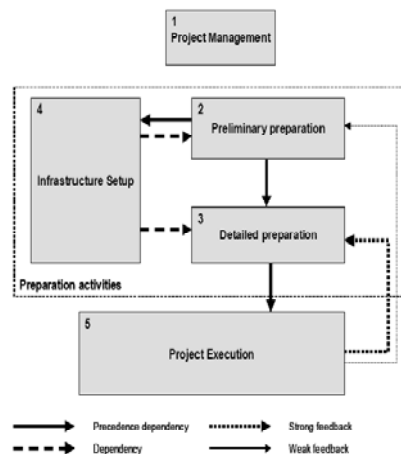 1
Project Management
4
2
Preliminary preparation
Infrastructure Setup
3
Detailed preparation
Preparation activities
5
Project Execution
Precedence dependency
Strong feedback
Dependency
Weak feedback